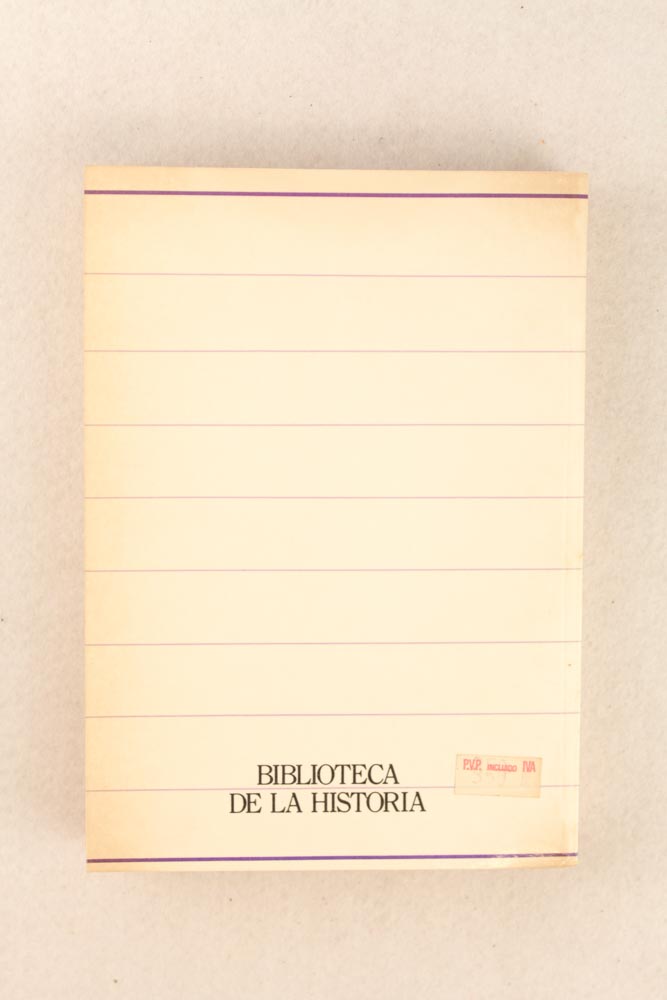 BIBLIOTECA
DE LA HISTORIA
P.V.P. INCLUIDO IVA